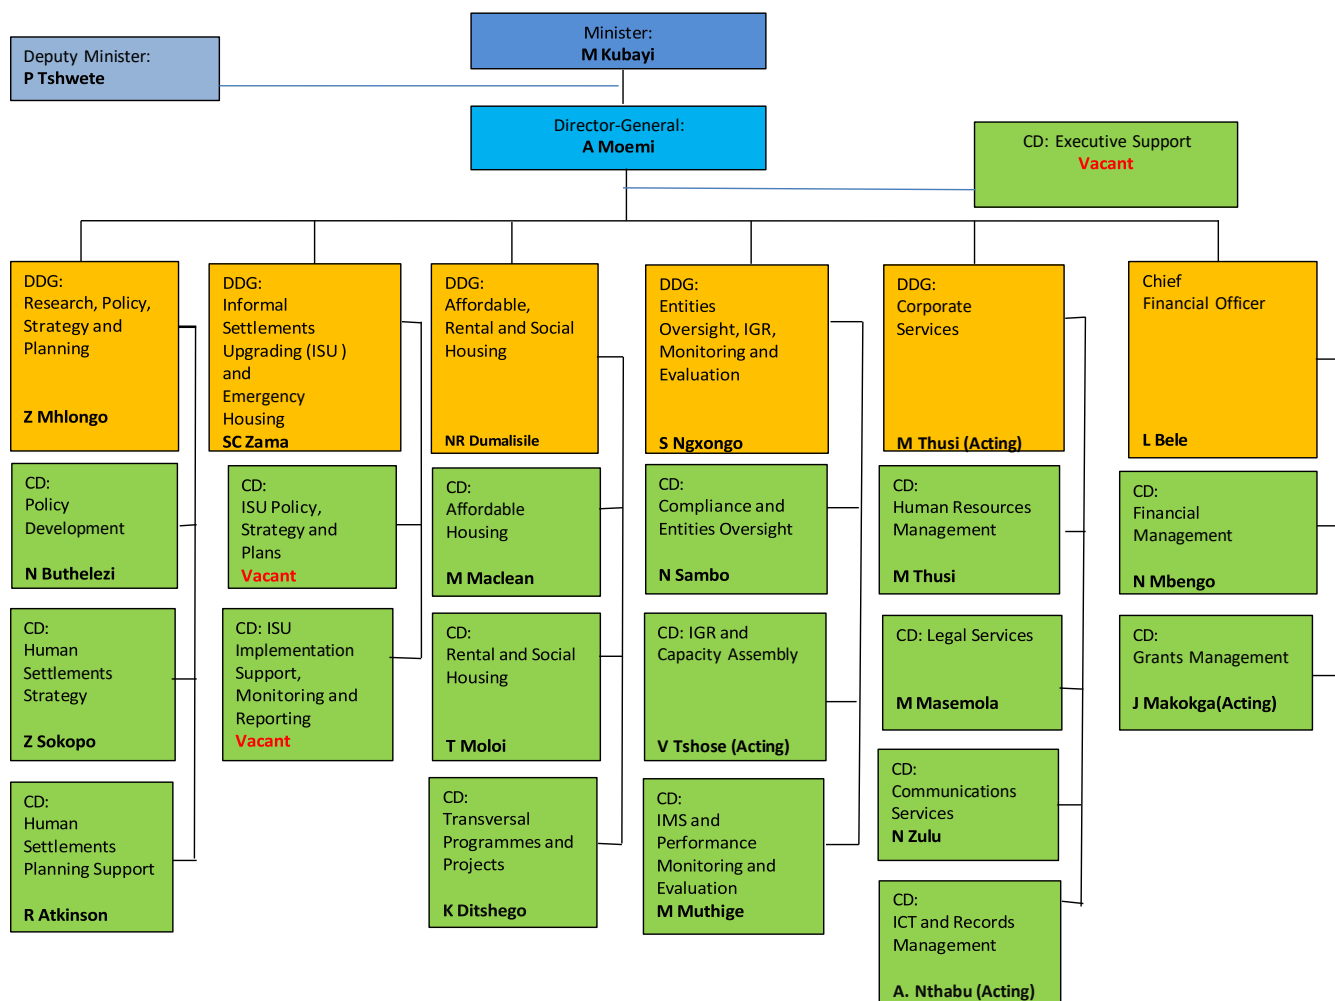 Minister:
M Kubayi
Deputy Minister:
P Tshwete
Director-General:
A Moemi
CD: Executive Support
Vacant
DDG:
Research, Policy,
Strategy and
Planning
Z Mhlongo
CD:
Policy
Development
N Buthelezi
CD:
Human
Settlements
Strategy
Z Sokopo
CD:
Human
Settlements
Planning Support
R Atkinson
DDG:
Informal
Settlements
Upgrading (ISU )
and
Emergency
Housing
SC Zama
CD:
ISU Policy,
Strategy and
Plans
Vacant
CD: ISU
Implementation
Support,
Monitoring and
Reporting
Vacant
DDG:
Affordable,
Rental and Social
Housing
NR Dumalisile
CD:
Affordable
Housing
M Maclean
CD:
Rental and Social
Housing
T Moloi
CD:
Transversal
Programmes and
Projects
K Ditshego
DDG:
Entities
Oversight, IGR,
Monitoring and
Evaluation
S Ngxongo
CD:
Compliance and
Entities Oversight
N Sambo
CD: IGR and
Capacity Assembly
V Tshose (Acting)
CD:
IMS and
Performance
Monitoring and
Evaluation
M Muthige
DDG:
Corporate
Services
M Thusi (Acting)
CD:
Human Resources
Management
M Thusi
CD: Legal Services
M Masemola
CD:
Communications
Services
N Zulu
CD:
ICT and Records
Management
A. Nthabu (Acting)
Chief
Financial Officer
L Bele
CD:
Financial
Management
N Mbengo
CD:
Grants Management
J Makokga(Acting)